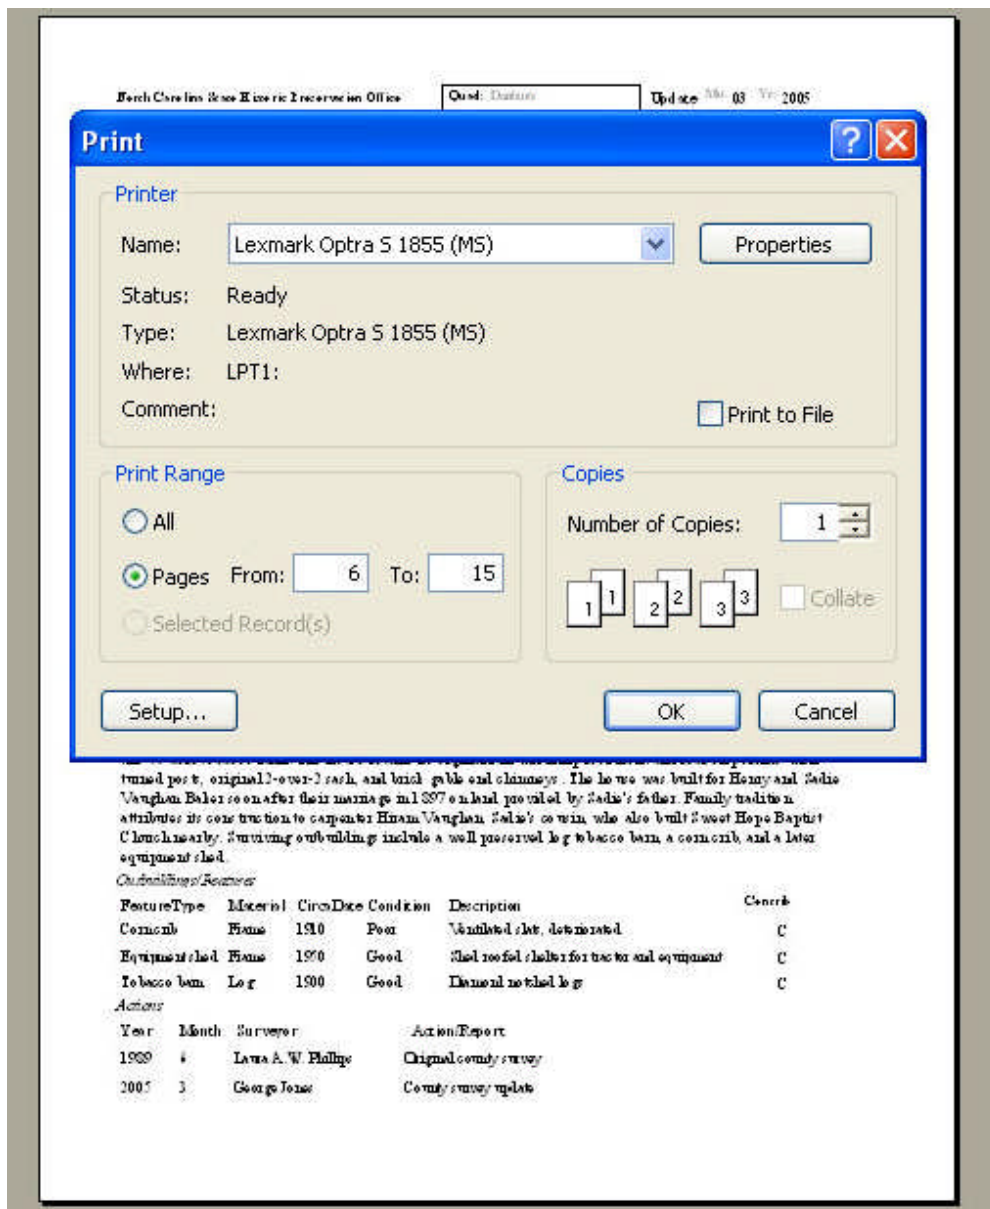 North Carolina State Historic Preservation Office Quad: Update Mo: 03 Yr: 2005
Print
Printer
Name: Lexmark Optra S 1855 (MS) Properties
Status: Ready
Type: Lexmark Optra S 1855 (MS)
Where: LPT1:
Comment: Print to File
Print Range Copies
All Number of Copies: 1
Pages From: 6 To: 15
1 1 2 2 3 3 Collate
Selected Record(s)
Setup... OK Cancel
turned posts, original 2-over-2 sash, and brick gable end chimneys. The house was built for Henry and Sadie
Vaughan Baker soon after their marriage in 1897 on land provided by Sadie's father. Family tradition
attributes its construction to carpenter Hiram Vaughan, Sadie's cousin, who also built Sweet Hope Baptist
Church nearby. Surviving outbuildings include a well preserved log tobacco barn, a corncrib, and a later
equipment shed.
Outbuildings/Features
FeatureType Material CircaDate Condition Description Contrib
Corncrib Frame 1910 Poor Ventilated slats, deteriorated C
Equipment shed Frame 1950 Good Shed roofed shelter for tractor and equipment C
Tobacco barn Log 1900 Good Diamond notched logs C
Actions
Year Month Surveyor Action/Report
1989 Laura A.W. Phillips Original county survey
2005 3 George Jones County survey update